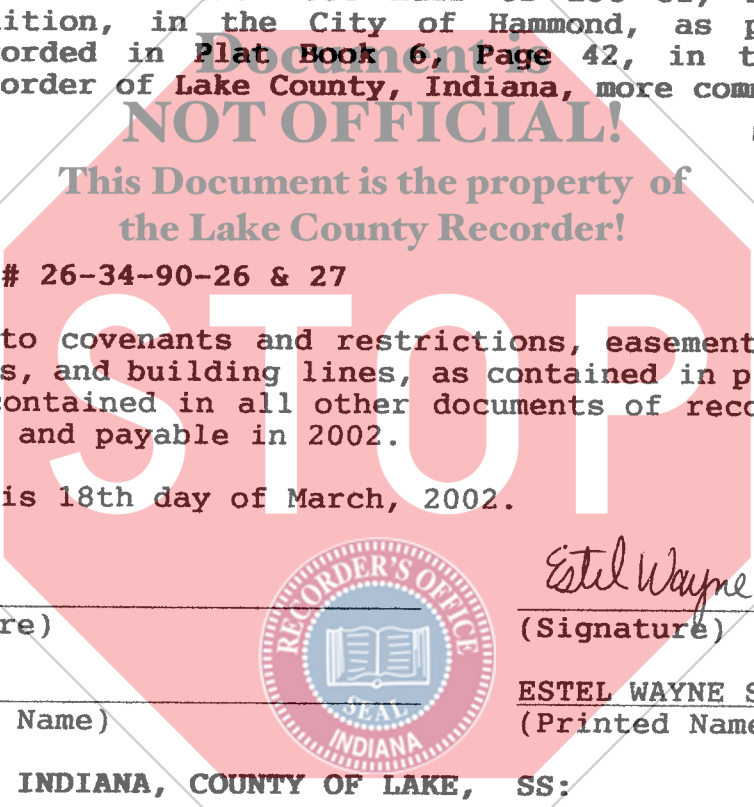 ition, in the City of Hammond, as p
orded in Plat Book 6, Page 42, in t
order of Lake County, Indiana, more com
Document is
NOT OFFICIAL!
This Document is the property of
the Lake County Recorder!
# 26-34-90-26 & 27
STOP
to covenants and restrictions, easement
s, and building lines, as contained in p
ontained in all other documents of reco
and payable in 2002.
is 18th day of March, 2002.
Estel Wayne
re) (Signature)
ESTEL WAYNE S
Name) (Printed Name
RECORDER'S OFFICE
SEAL
INDIANA
INDIANA, COUNTY OF LAKE, SS: